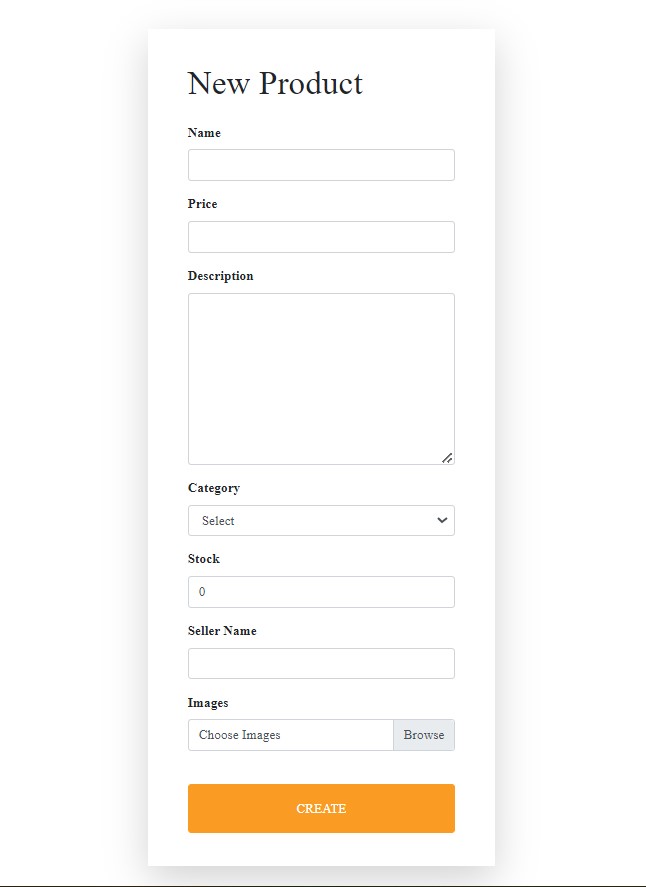 New Product
Name
Price
Description
Category
Select
Stock
0
Seller Name
Images
Choose Images Browse
CREATE